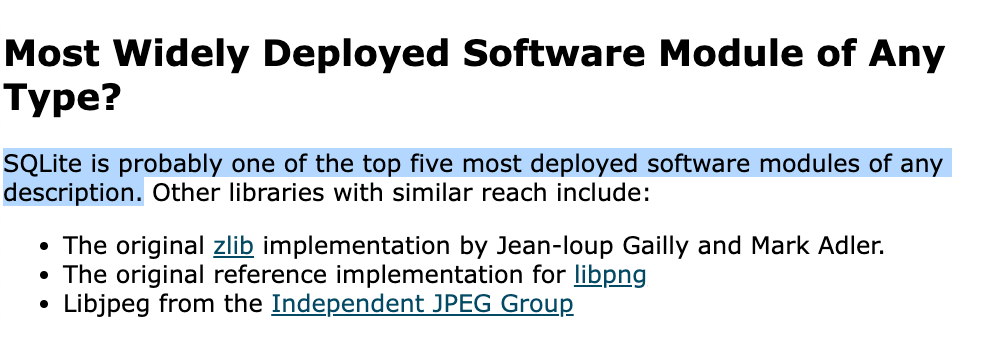 Most Widely Deployed Software Module of Any
Type?
SQLite is probably one of the top five most deployed software modules of any
description. Other libraries with similar reach include:
• The original zlib implementation by Jean-loup Gailly and Mark Adler.
• The original reference implementation for libpng
• Libjpeg from the Independent JPEG Group